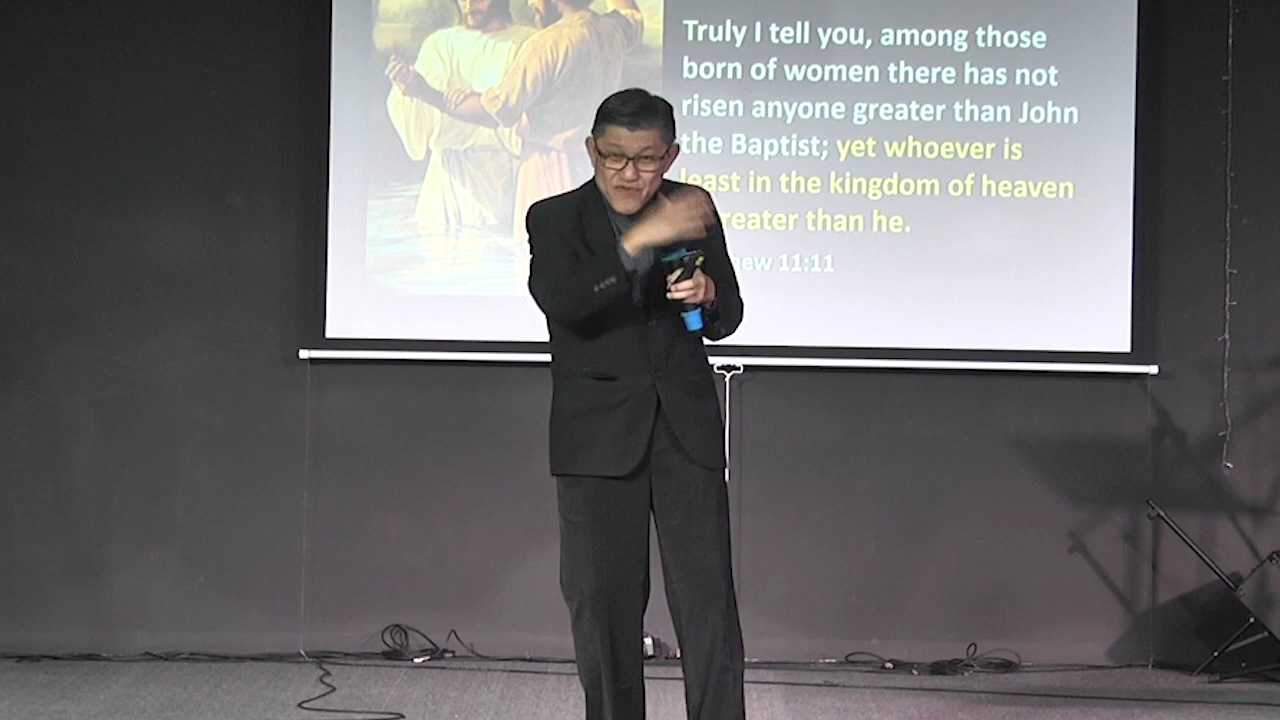 Truly I tell you, among those
born of women there has not
risen anyone greater than John
the Baptist; yet whoever is
least in the kingdom of heaven
greater than he.
11:11